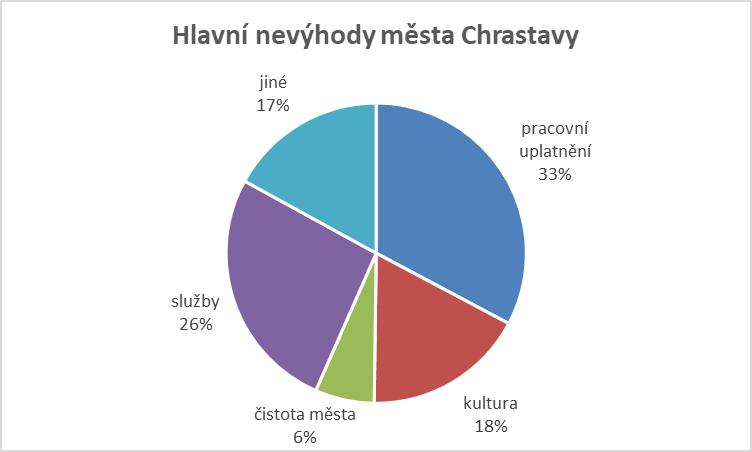 Hlavní nevýhody města Chrastavy
jiné
17%
pracovní
uplatnění
33%
služby
26%
čistota města
6%
kultura
18%